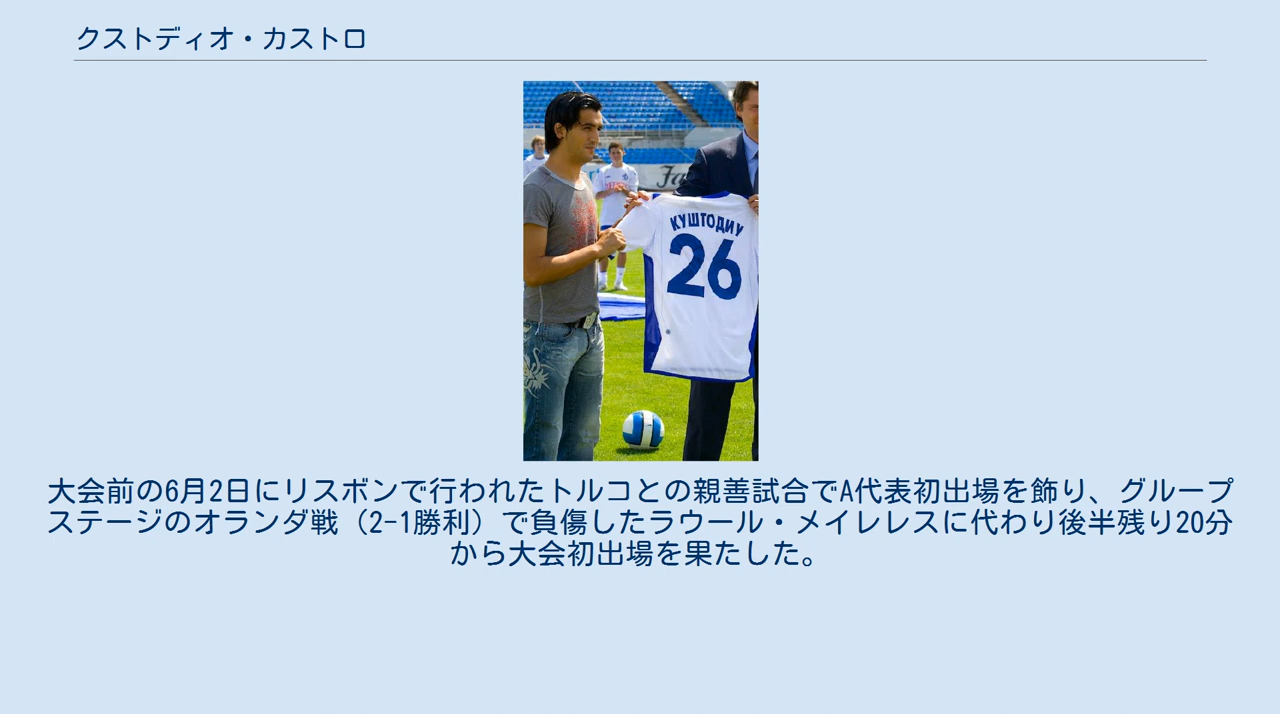 クストディオ・カストロ
Ja
КУШТОДИУ
26
大会前の6月2日にリスボンで行われたトルコとの親善試合でA代表初出場を飾り、グループ
ステージのオランダ戦（2-1勝利）で負傷したラウール・メイレレスに代わり後半残り20分
から大会初出場を果たした。